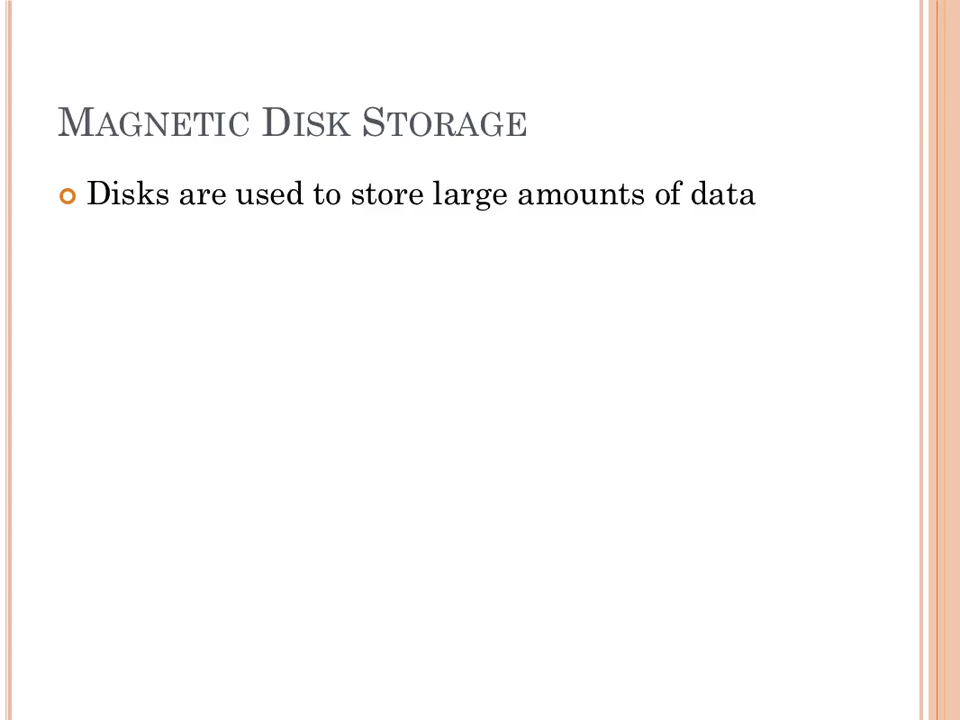 Magnetic Disk Storage
Disks are used to store large amounts of data